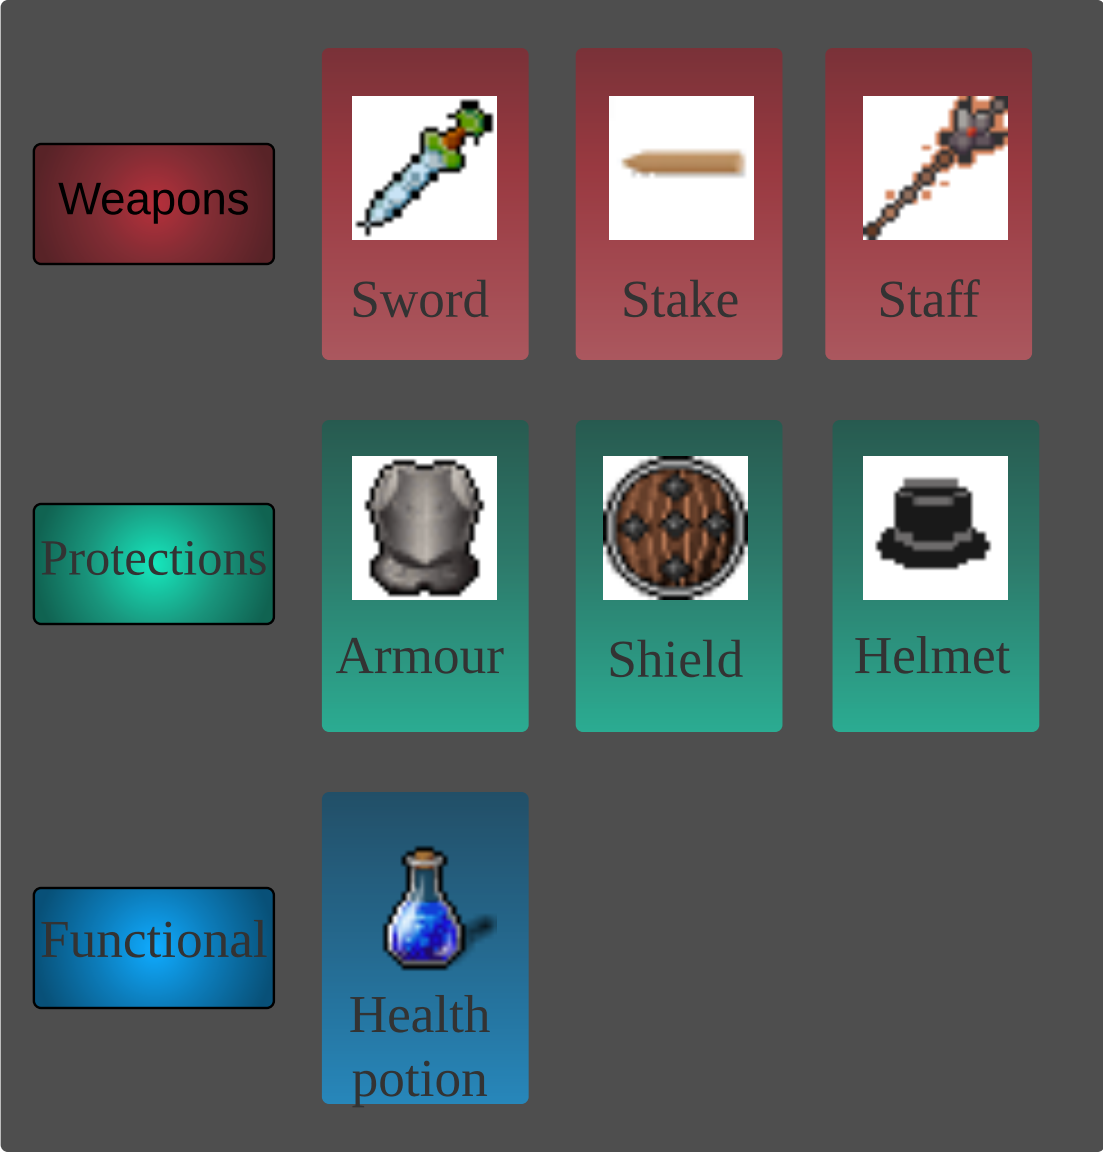 Weapons
Sword
Stake
Staff
Protections
Armour
Shield
Helmet
Functional
Health
potion